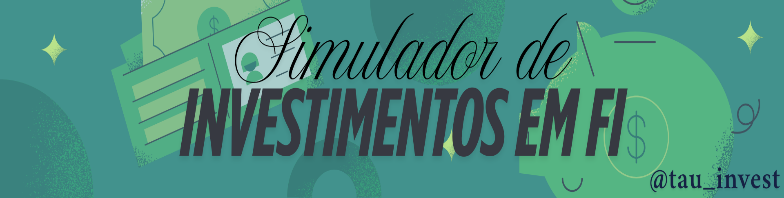 Simulador de
INVESTIMENTOS EM FI
@tau_invest